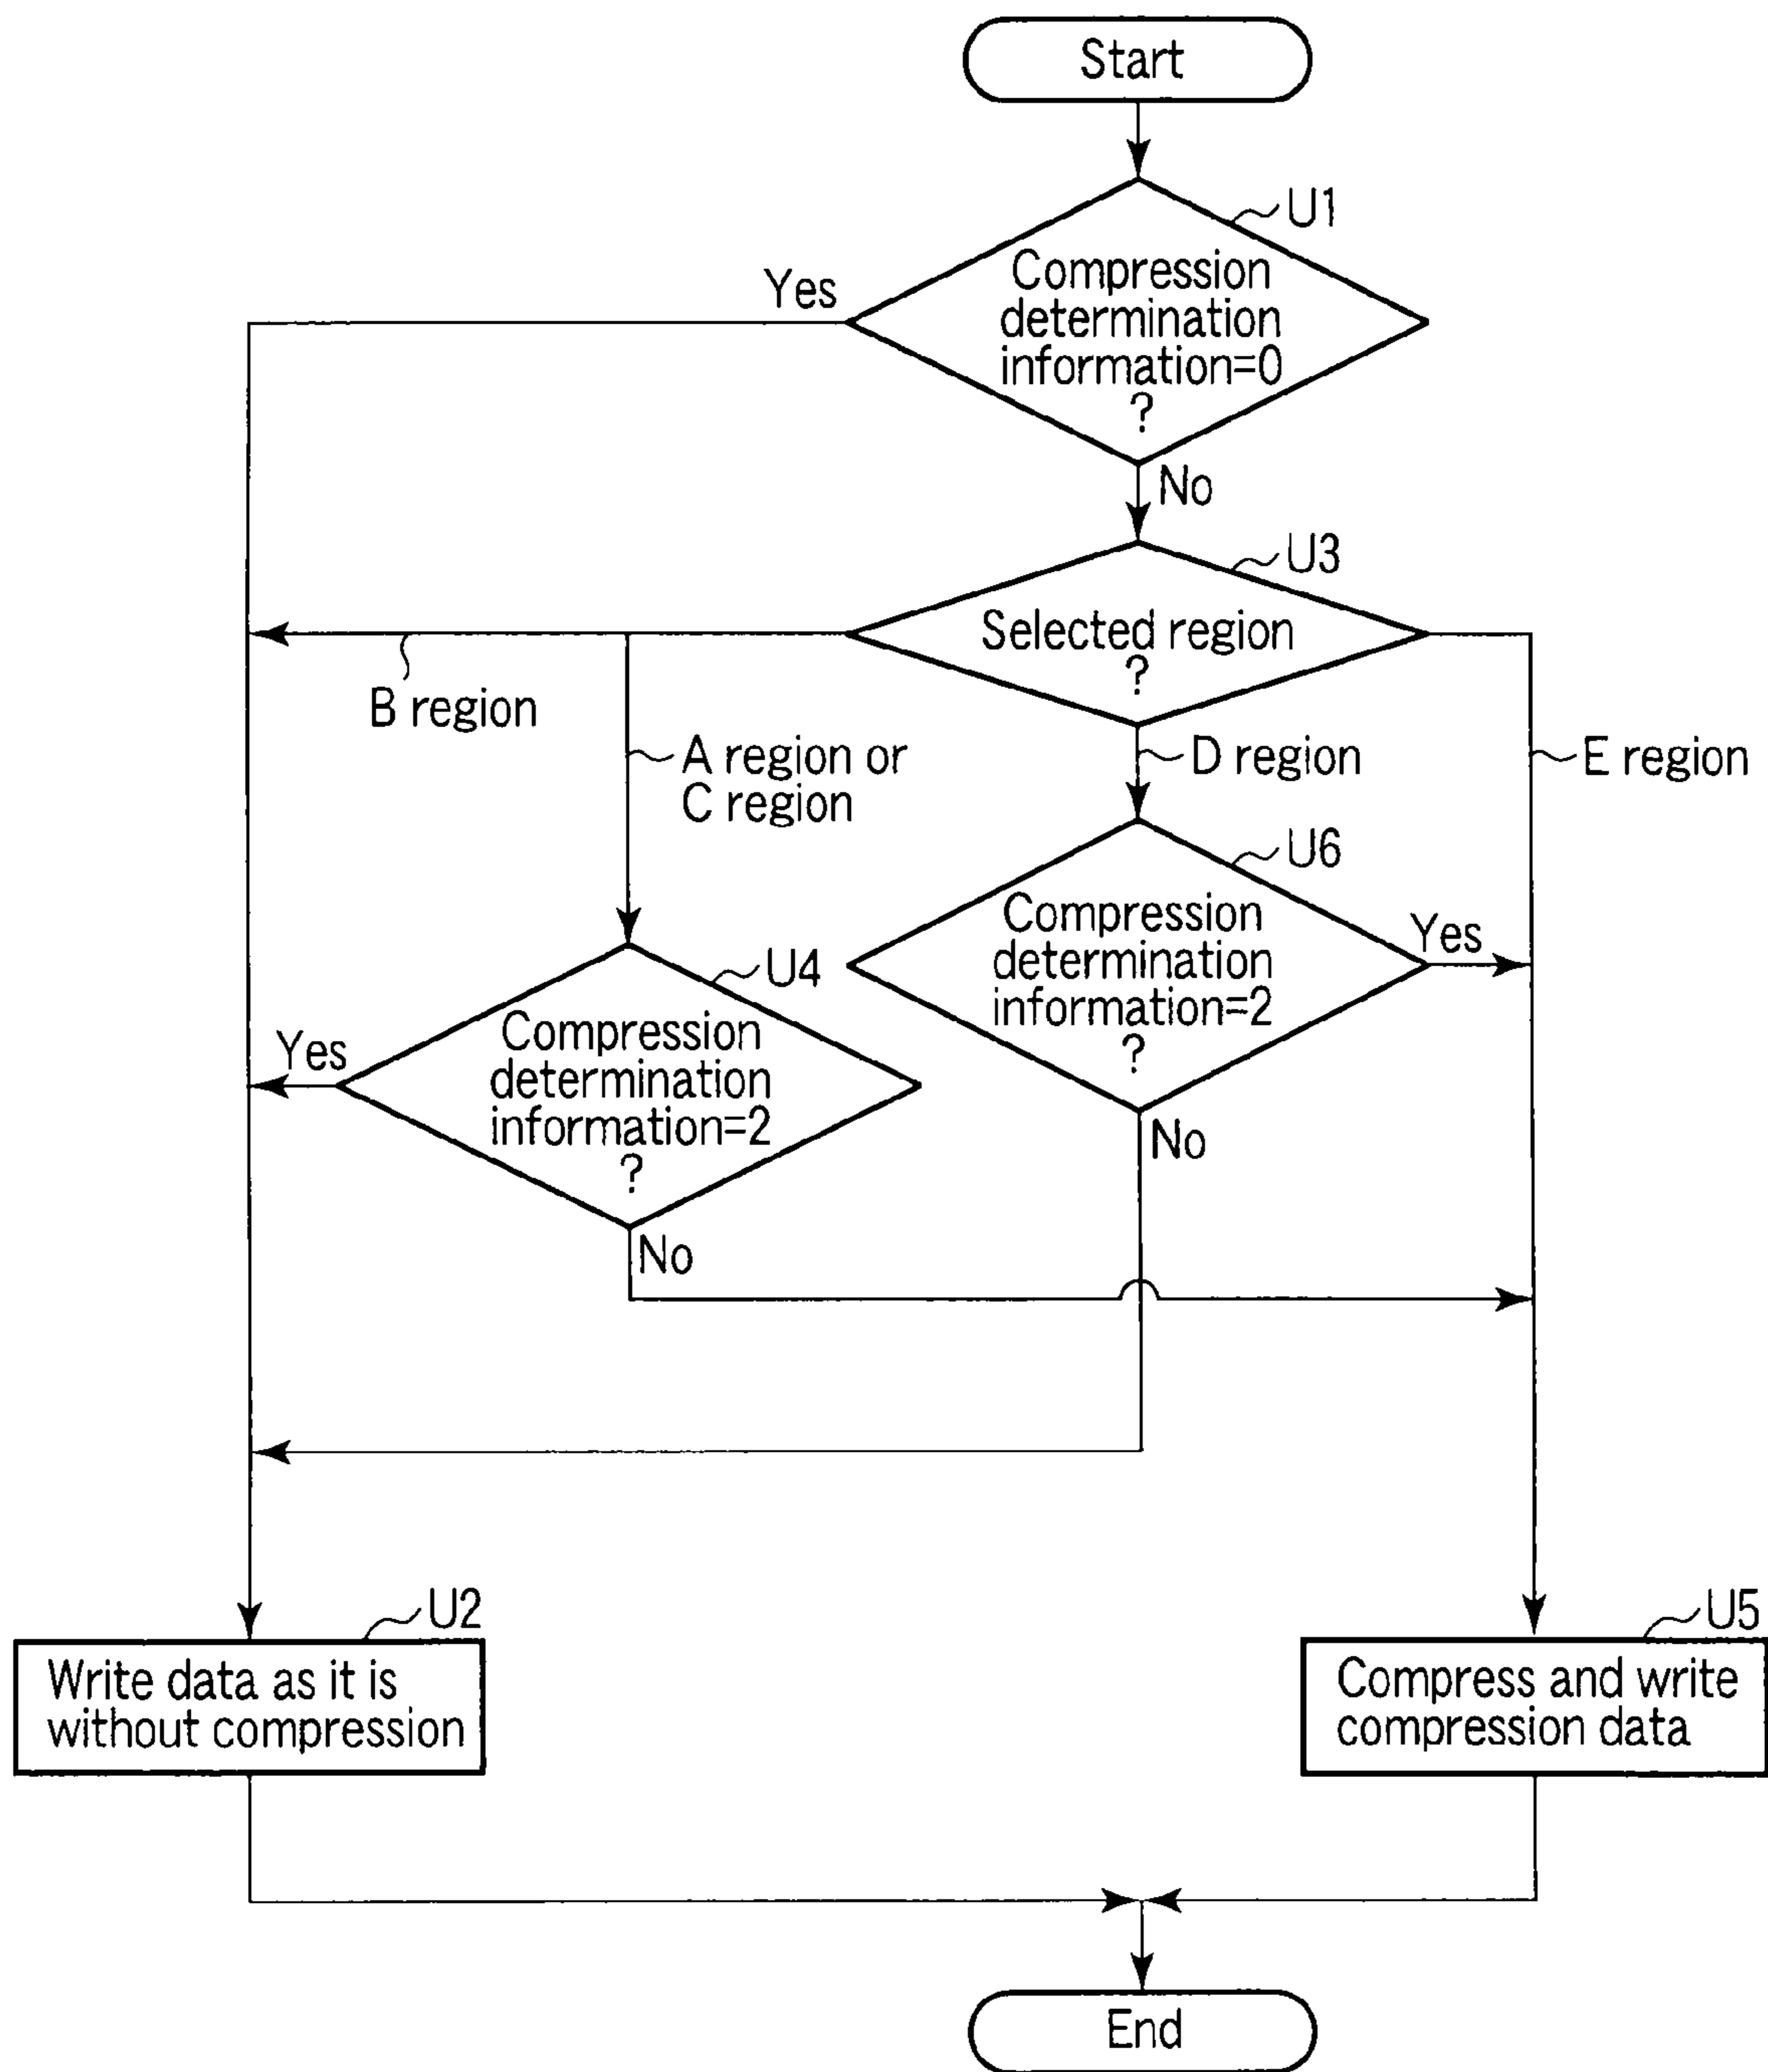 Start
U1
Compression
determination
information=0
?
Yes
No
U3
Selected region
?
B region
A region or
C region
D region
E region
U6
Compression
determination
information=2
?
Yes
No
U4
Compression
determination
information=2
?
Yes
No
U2
Write data as it is
without compression
U5
Compress and write
compression data
End